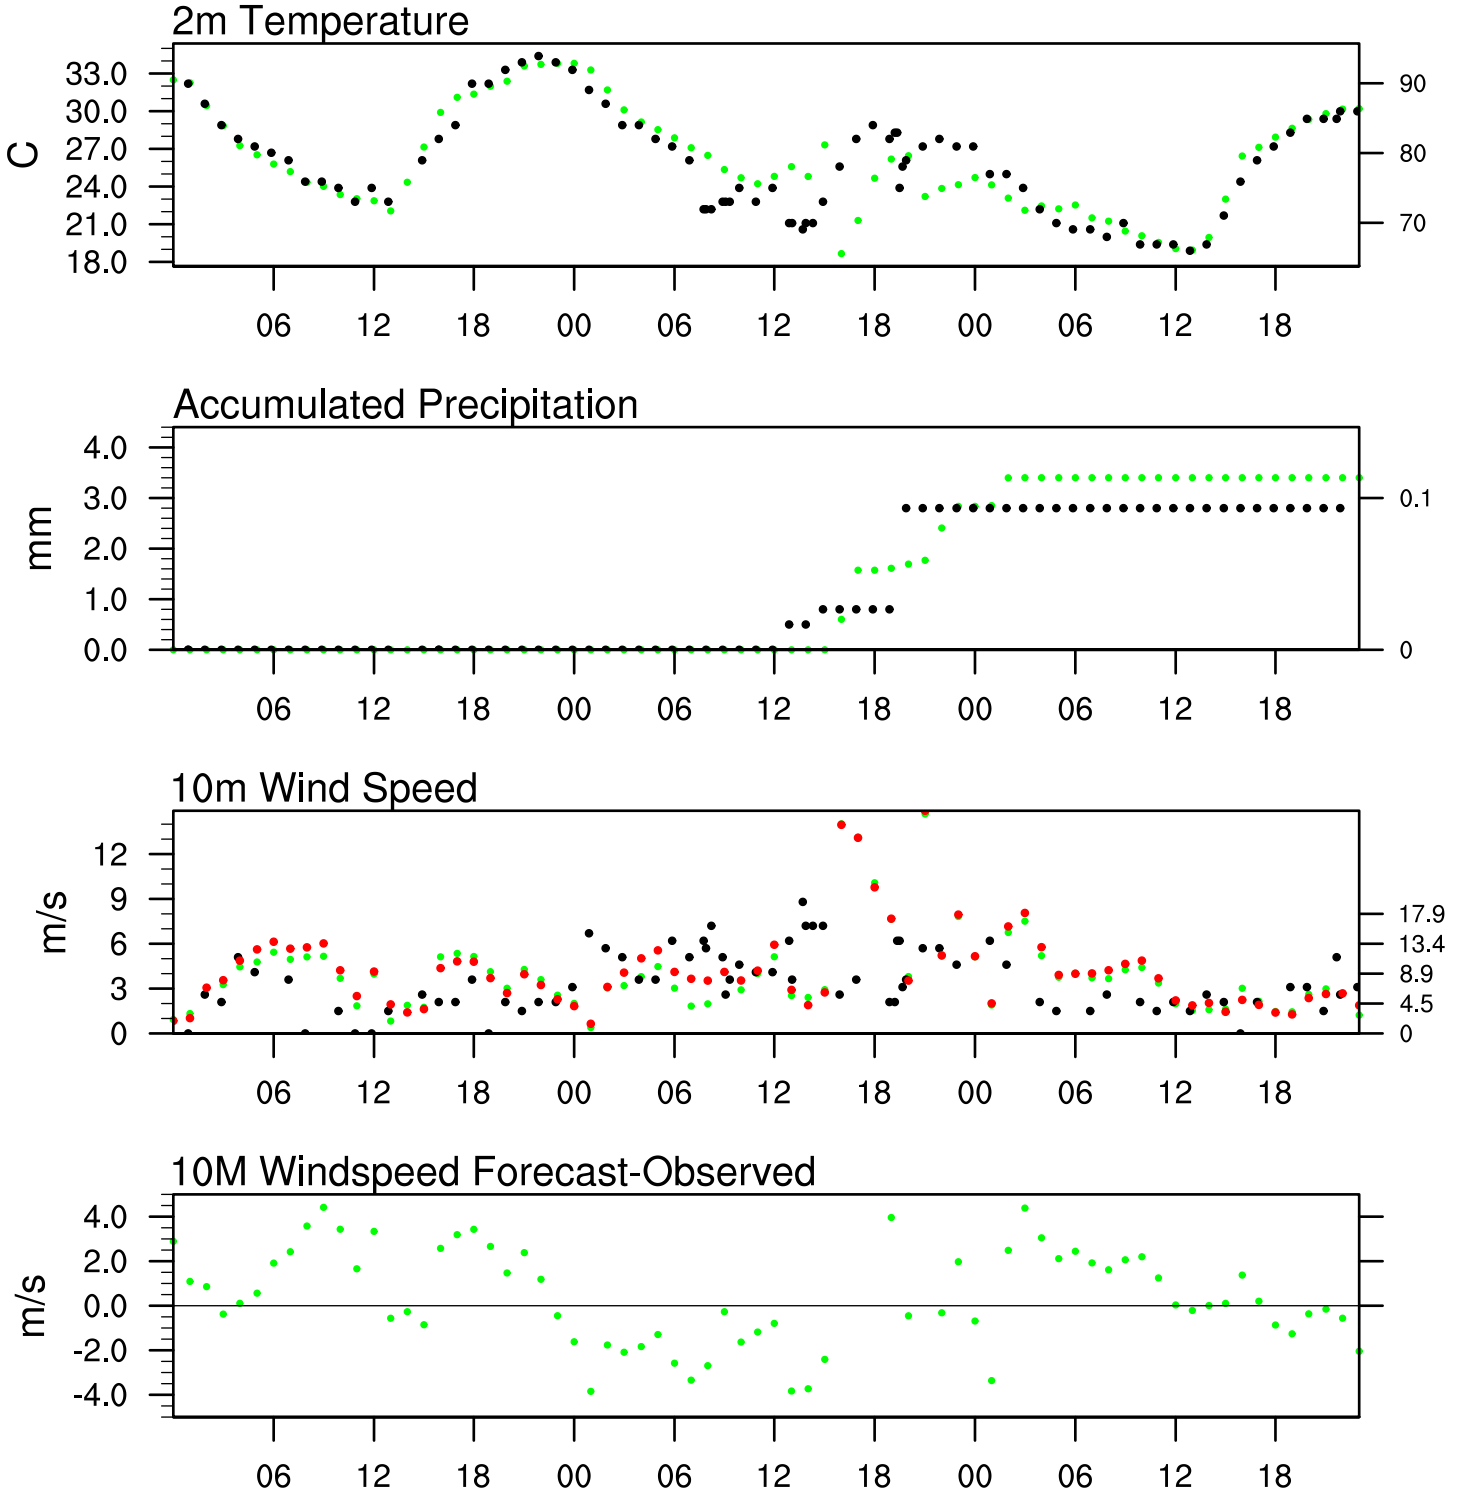 2m Temperature
33.0
30.0
27.0
24.0
21.0
18.0
C
90
80
70
06 12 18 00 06 12 18 00 06 12 18
Accumulated Precipitation
4.0
3.0
2.0
1.0
0.0
mm
0.1
0
06 12 18 00 06 12 18 00 06 12 18
10m Wind Speed
12
9
6
3
0
m/s
17.9
13.4
8.9
4.5
0
06 12 18 00 06 12 18 00 06 12 18
10M Windspeed Forecast-Observed
4.0
2.0
0.0
-2.0
-4.0
m/s
06 12 18 00 06 12 18 00 06 12 18